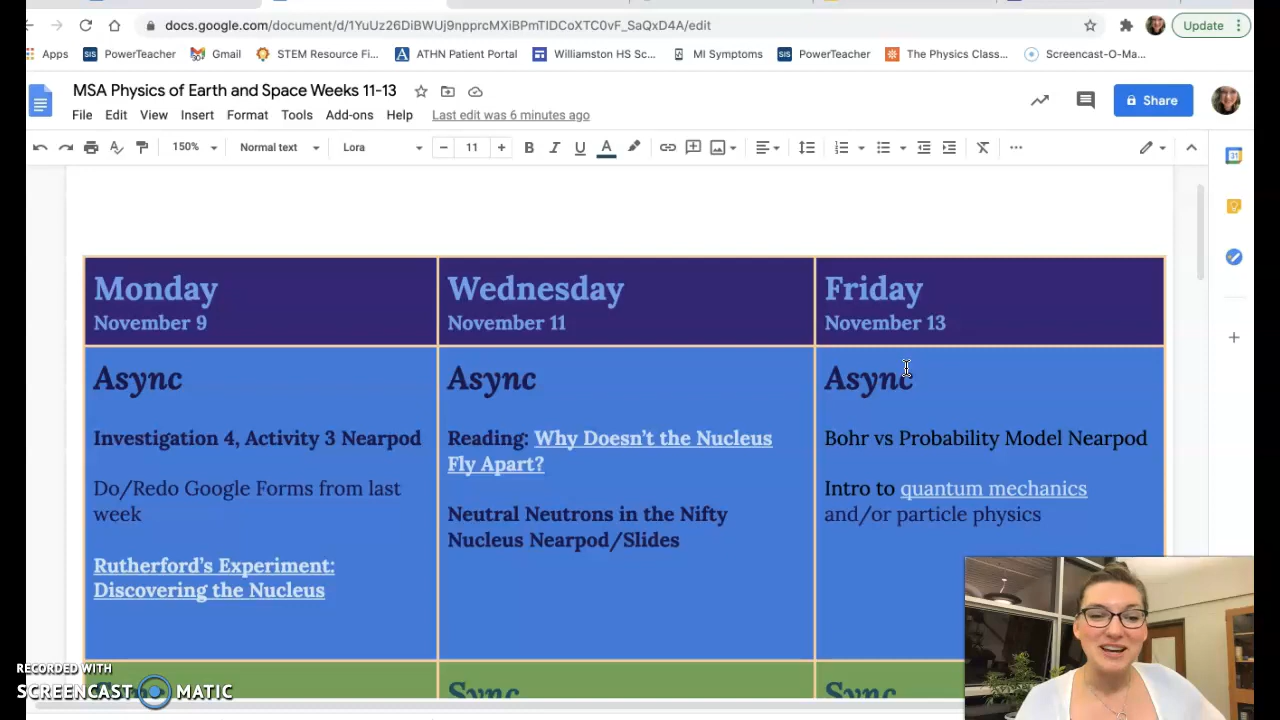 docs.google.com/document/d/1YuUz26DiBWUj9npprcMXiBPmTIDCoXTC0vF_SaQxD4A/edit
Update
Apps
PowerTeacher
Gmail
STEM Resource Fi...
ATHN Patient Portal
Williamston HS Sc...
MI Symptoms
PowerTeacher
The Physics Class...
Screencast-O-Ma...
MSA Physics of Earth and Space Weeks 11-13
File Edit View Insert Format Tools Add-ons Help Last edit was 6 minutes ago
Share
150% Normal text Lora 11
Monday
November 9
Async
Investigation 4, Activity 3 Nearpod
Do/Redo Google Forms from last
week
Rutherford's Experiment:
Discovering the Nucleus
Wednesday
November 11
Async
Reading: Why Doesn't the Nucleus
Fly Apart?
Neutral Neutrons in the Nifty
Nucleus Nearpod/Slides
Sync
Friday
November 13
Async
Bohr vs Probability Model Nearpod
Intro to quantum mechanics
and/or particle physics
Sync
RECORDED WITH
SCREENCAST MATIC